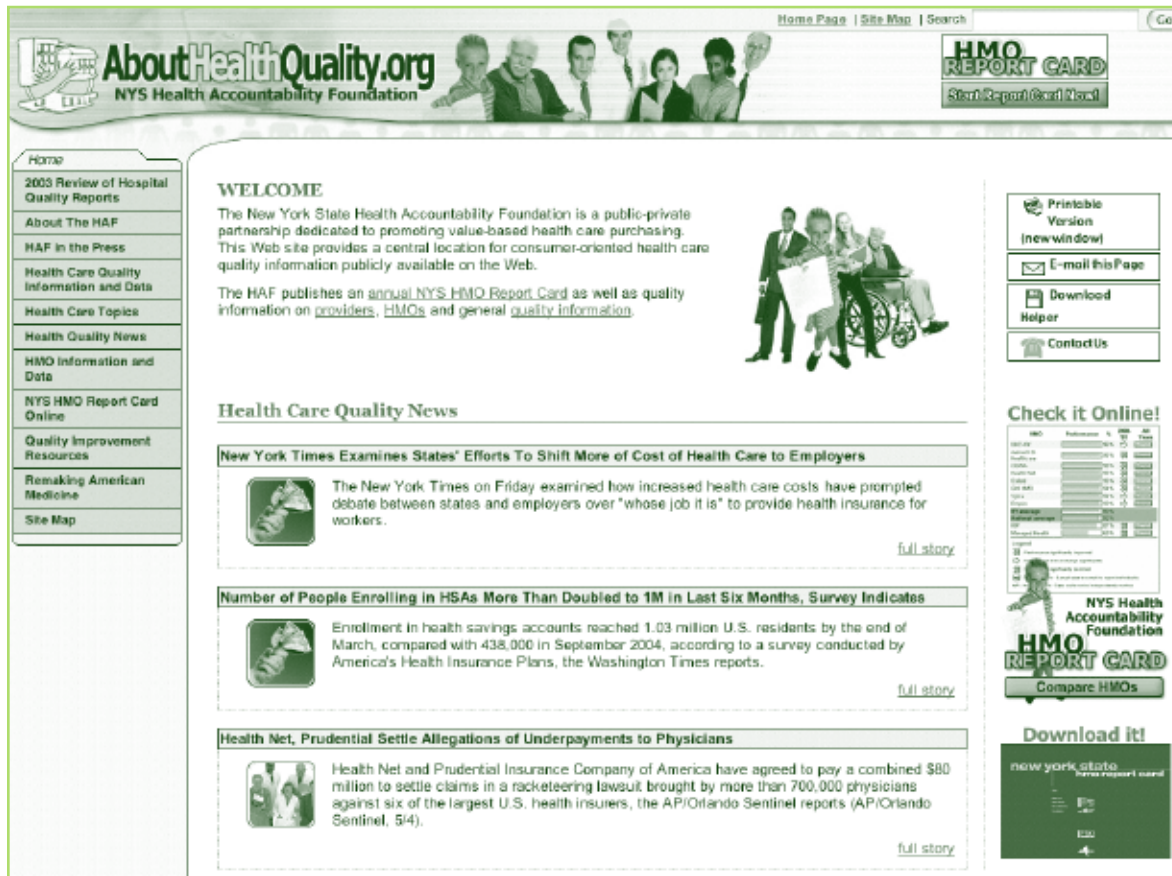 Home Page | Site Map | Search
AboutHealthQuality.org
NYS Health Accountability Foundation
HMO
REPORT CARD
Start Report Card Now!
Home
2003 Review of Hospital
Quality Reports
About The HAF
HAF in the Press
Health Care Quality
Information and Data
Health Care Topics
Health Quality News
HMO Information and
Data
NYS HMO Report Card
Online
Quality Improvement
Resources
Remaking American
Medicine
Site Map
WELCOME
The New York State Health Accountability Foundation is a public-private
partnership dedicated to promoting value-based health care purchasing.
This Web site provides a central location for consumer-oriented health care
quality information publicly available on the Web.
The HAF publishes an annual NYS HMO Report Card as well as quality
information on providers, HMOs and general quality information.
Health Care Quality News
New York Times Examines States' Efforts To Shift More of Cost of Health Care to Employers
The New York Times on Friday examined how increased health care costs have prompted
debate between states and employers over "whose job it is" to provide health insurance for
workers.
full story
Number of People Enrolling in HSAs More Than Doubled to 1M in Last Six Months, Survey Indicates
Enrollment in health savings accounts reached 1.03 million U.S. residents by the end of
March, compared with 438,000 in September 2004, according to a survey conducted by
America's Health Insurance Plans, the Washington Times reports.
full story
Health Net, Prudential Settle Allegations of Underpayments to Physicians
Health Net and Prudential Insurance Company of America have agreed to pay a combined $80
million to settle claims in a racketeering lawsuit brought by more than 700,000 physicians
against six of the largest U.S. health insurers, the AP/Orlando Sentinel reports (AP/Orlando
Sentinel, 5/4).
full story
Printable
Version
(new window)
E-mail this Page
Download
Helper
Contact Us
Check it Online!
HMO Performance %
NYS Health
Accountability
Foundation
HMO
REPORT CARD
Compare HMOs
Download it!
new york state
hmo report card